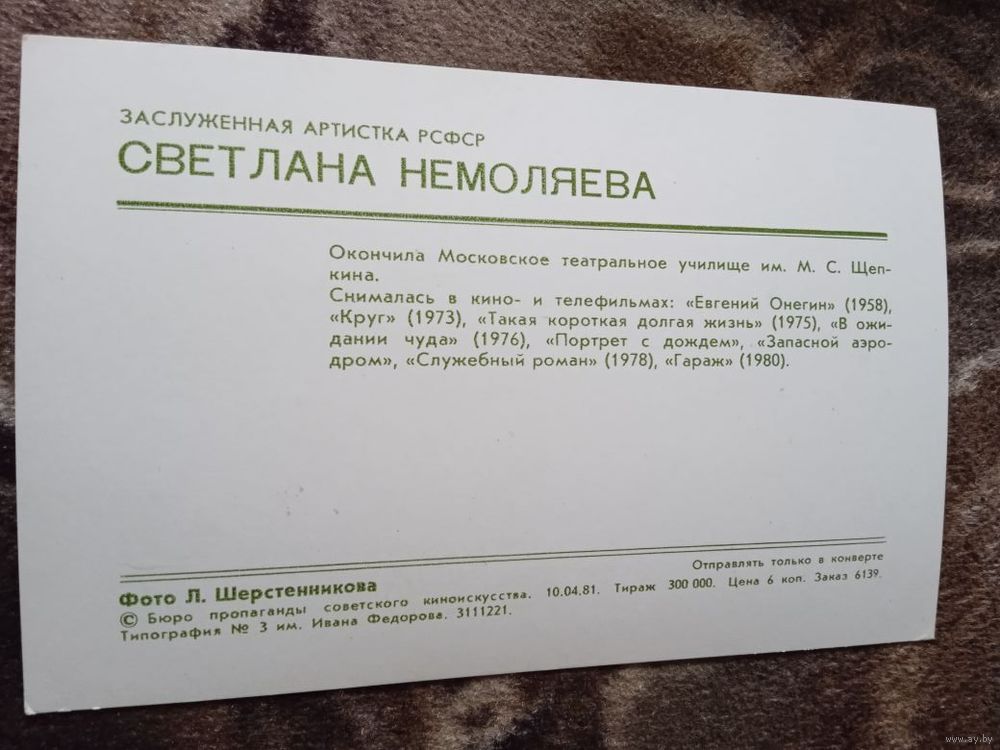 ЗАСЛУЖЕННАЯ АРТИСТКА РСФСР
СВЕТЛАНА НЕМОЛЯЕВА
Окончила Московское театральное училище им. М. С. Щеп-
кина.
Снималась в кино- и телефильмах: «Евгений Онегин» (1958),
«Круг» (1973), «Такая короткая долгая жизнь» (1975), «В ожи-
дании чуда» (1976), «Портрет с дождем», «Запасной аэро-
дром», «Служебный роман» (1978), «Гараж» (1980).
Отправлять только в конверте
Фото Л. Шерстенникова
© Бюро пропаганды советского киноискусства. 10.04.81. Тираж 300 000. Цена 6 коп. Заказ 6139.
Типография № 3 им. Ивана Федорова. 3111221.
www.ay.by